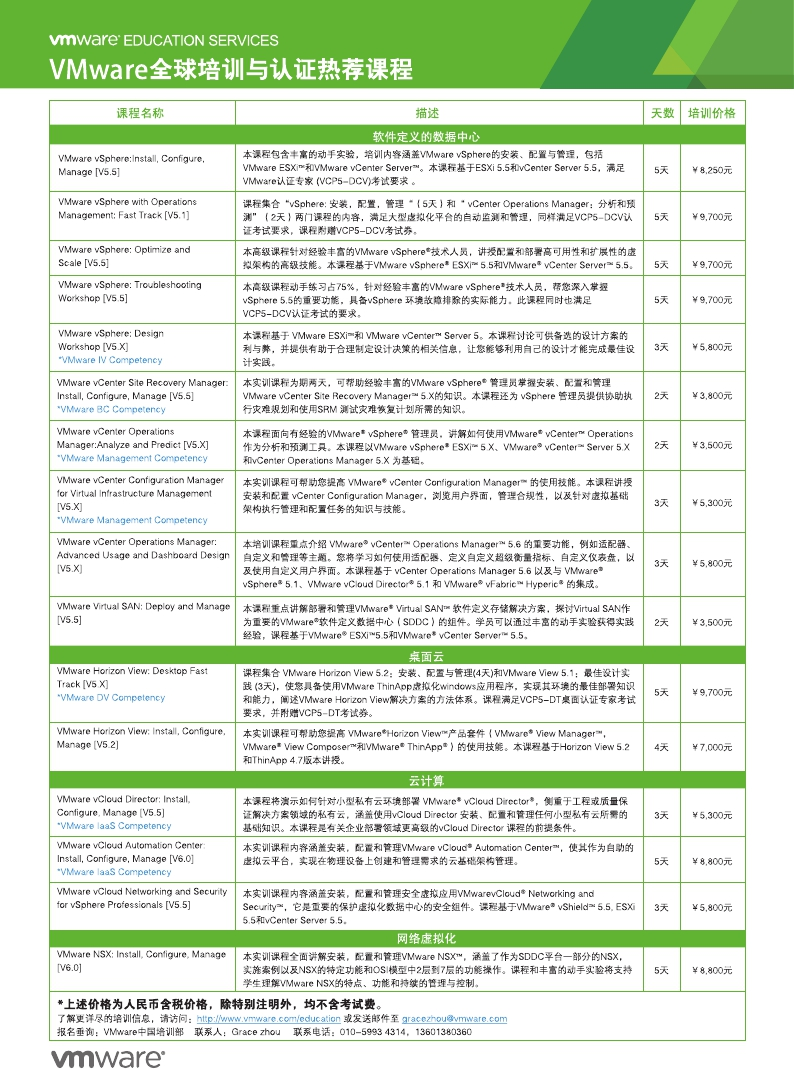 vmware® EDUCATION SERVICES
VMware全球培训与认证热荐课程
课程名称 描述 天数 培训价格
软件定义的数据中心
VMware vSphere:Install, Configure,
Manage [V5.5]
本课程包含丰富的动手实验，培训内容涵盖VMware vSphere的安装、配置与管理，包括
VMware ESXi™和VMware vCenter Server™。本课程基于ESXi 5.5和vCenter Server 5.5，满足
VMware认证专家 (VCP5-DCV)考试要求 。
5天 ￥8,250元
VMware vSphere with Operations
Management: Fast Track [V5.1]
课程集合“vSphere: 安装，配置，管理“（5天）和 “ vCenter Operations Manager：分析和预
测”（2天）两门课程的内容，满足大型虚拟化平台的自动监测和管理，同样满足VCP5-DCV认
证考试要求，课程附赠VCP5-DCV考试券。
5天 ￥9,700元
VMware vSphere: Optimize and
Scale [V5.5]
本高级课程针对经验丰富的VMware vSphere®技术人员，讲授配置和部署高可用性和扩展性的虚
拟架构的高级技能。本课程基于VMware vSphere® ESXi™ 5.5和VMware® vCenter Server™ 5.5。
5天 ￥9,700元
VMware vSphere: Troubleshooting
Workshop [V5.5]
本高级课程动手练习占75%，针对经验丰富的VMware vSphere®技术人员，帮您深入掌握
vSphere 5.5的重要功能，具备vSphere 环境故障排除的实际能力。此课程同时也满足
VCP5-DCV认证考试的要求。
5天 ￥9,700元
VMware vSphere: Design
Workshop [V5.X]
*VMware IV Competency
本课程基于 VMware ESXi™和 VMware vCenter™ Server 5。本课程讨论可供备选的设计方案的
利与弊，并提供有助于合理制定设计决策的相关信息，让您能够利用自己的设计才能完成最佳设
计实践。
3天 ￥5,800元
VMware vCenter Site Recovery Manager:
Install, Configure, Manage [V5.5]
*VMware BC Competency
本实训课程为期两天，可帮助经验丰富的VMware vSphere® 管理员掌握安装、配置和管理
VMware vCenter Site Recovery Manager™ 5.X的知识。本课程还为 vSphere 管理员提供协助执
行灾难规划和使用SRM 测试灾难恢复计划所需的知识。
2天 ￥3,800元
VMware vCenter Operations
Manager:Analyze and Predict [V5.X]
*VMware Management Competency
本课程面向有经验的VMware® vSphere® 管理员，讲解如何使用VMware® vCenter™ Operations
作为分析和预测工具。本课程以VMware vSphere® ESXi™ 5.X、VMware® vCenter™ Server 5.X
和vCenter Operations Manager 5.X 为基础。
2天 ￥3,500元
VMware vCenter Configuration Manager
for Virtual Infrastructure Management
[V5.X]
*VMware Management Competency
本实训课程可帮助您提高 VMware® vCenter Configuration Manager™ 的使用技能。本课程讲授
安装和配置 vCenter Configuration Manager，浏览用户界面，管理合规性，以及针对虚拟基础
架构执行管理和配置任务的知识与技能。
3天 ￥5,300元
VMware vCenter Operations Manager:
Advanced Usage and Dashboard Design
[V5.X]
本培训课程重点介绍 VMware® vCenter™ Operations Manager™ 5.6 的重要功能，例如适配器、
自定义和管理等主题。您将学习如何使用适配器、定义自定义超级衡量指标、自定义仪表盘，以
及使用自定义用户界面。本课程基于 vCenter Operations Manager 5.6 以及与 VMware®
vSphere® 5.1、VMware vCloud Director® 5.1 和 VMware® vFabric™ Hyperic® 的集成。
3天 ￥5,800元
VMware Virtual SAN: Deploy and Manage
[V5.5]
本课程重点讲解部署和管理VMware® Virtual SAN™ 软件定义存储解决方案，探讨Virtual SAN作
为重要的VMware®软件定义数据中心（SDDC）的组件。学员可以通过丰富的动手实验获得实践
经验，课程基于VMware® ESXi™5.5和VMware® vCenter Server™ 5.5。
2天 ￥3,500元
桌面云
VMware Horizon View: Desktop Fast
Track [V5.X]
*VMware DV Competency
课程集合 VMware Horizon View 5.2：安装、配置与管理(4天)和VMware View 5.1：最佳设计实
践 (3天)，使您具备使用VMware ThinApp虚拟化windows应用程序，实现其环境的最佳部署知识
和能力，阐述VMware Horizon View解决方案的方法体系。课程满足VCP5-DT桌面认证专家考试
要求，并附赠VCP5-DT考试券。
5天 ￥9,700元
VMware Horizon View: Install, Configure,
Manage [V5.2]
本实训课程可帮助您提高 VMware®Horizon View™产品套件（VMware® View Manager™，
VMware® View Composer™和VMware® ThinApp®）的使用技能。本课程基于Horizon View 5.2
和ThinApp 4.7版本讲授。
4天 ￥7,000元
云计算
VMware vCloud Director: Install,
Configure, Manage [V5.5]
*VMware IaaS Competency
本课程将演示如何针对小型私有云环境部署 VMware® vCloud Director®，侧重于工程或质量保
证解决方案领域的私有云，涵盖使用vCloud Director 安装、配置和管理任何小型私有云所需的
基础知识。本课程是有关企业部署领域更高级的vCloud Director 课程的前提条件。
3天 ￥5,300元
VMware vCloud Automation Center:
Install, Configure, Manage [V6.0]
*VMware IaaS Competency
本实训课程内容涵盖安装，配置和管理VMware vCloud® Automation Center™，使其作为自助的
虚拟云平台，实现在物理设备上创建和管理需求的云基础架构管理。
5天 ￥8,800元
VMware vCloud Networking and Security
for vSphere Professionals [V5.5]
本实训课程内容涵盖安装，配置和管理安全虚拟应用VMwarevCloud® Networking and
Security™，它是重要的保护虚拟化数据中心的安全组件。课程基于VMware® vShield™ 5.5, ESXi
5.5和vCenter Server 5.5。
3天 ￥5,800元
网络虚拟化
VMware NSX: Install, Configure, Manage
[V6.0]
本实训课程全面讲解安装，配置和管理VMware NSX™，涵盖了作为SDDC平台一部分的NSX，
实施案例以及NSX的特定功能和OSI模型中2层到7层的功能操作。课程和丰富的动手实验将支持
学生理解VMware NSX的特点、功能和持续的管理与控制。
5天 ￥8,800元
*上述价格为人民币含税价格，除特别注明外，均不含考试费。
了解更详尽的培训信息，请访问：http://www.vmware.com/education 或发送邮件至 gracezhou@vmware.com
报名垂询：VMware中国培训部 联系人：Grace zhou 联系电话：010-5993 4314，13601380360
vmware®